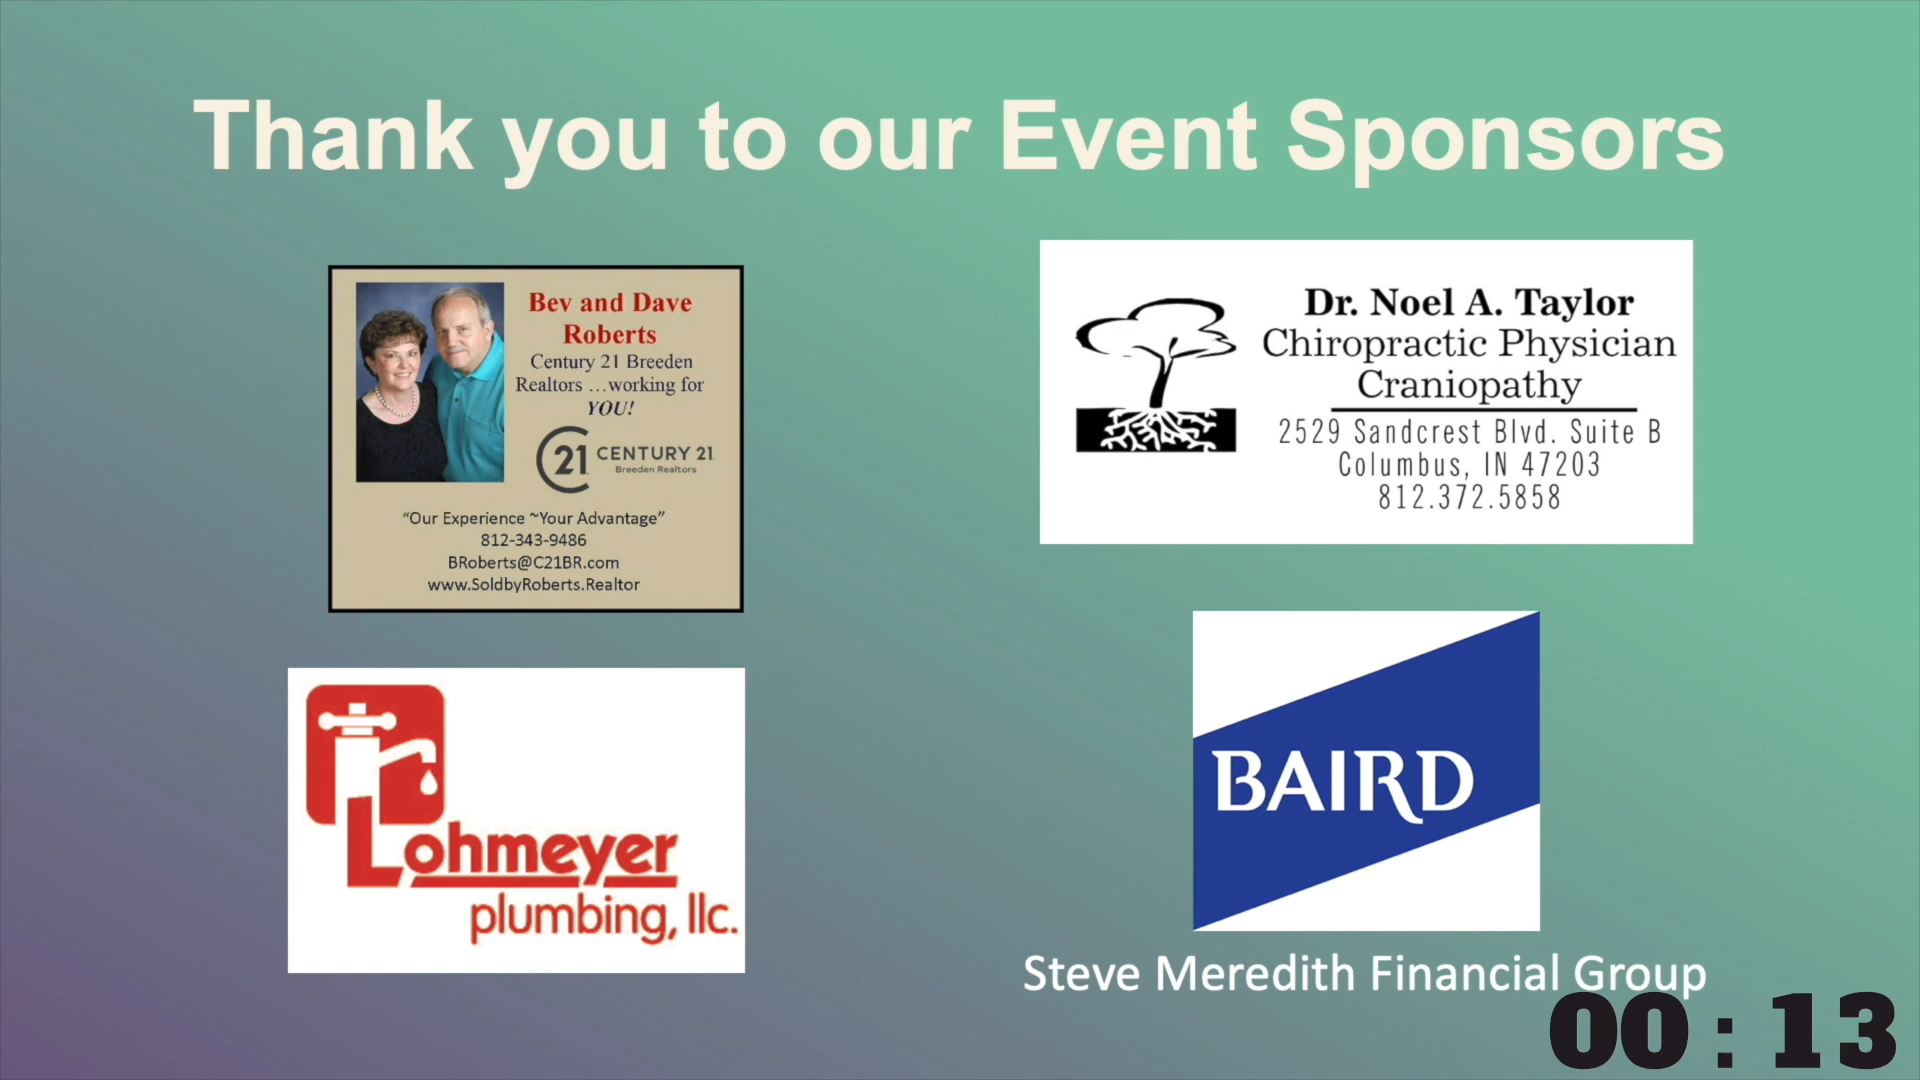 Thank you to our Event Sponsors
Bev and Dave
Roberts
Century 21 Breeden
Realtors ...working for
YOU!
C21 CENTURY 21
Breeden Realtors
“Our Experience ~Your Advantage”
812-343-9486
BRoberts@C21BR.com
www.SoldbyRoberts.Realtor
Dr. Noel A. Taylor
Chiropractic Physician
Craniopathy
2529 Sandcrest Blvd. Suite B
Columbus, IN 47203
812.372.5858
Lohmeyer
plumbing, llc.
BAIRD
Steve Meredith Financial Group
00:13